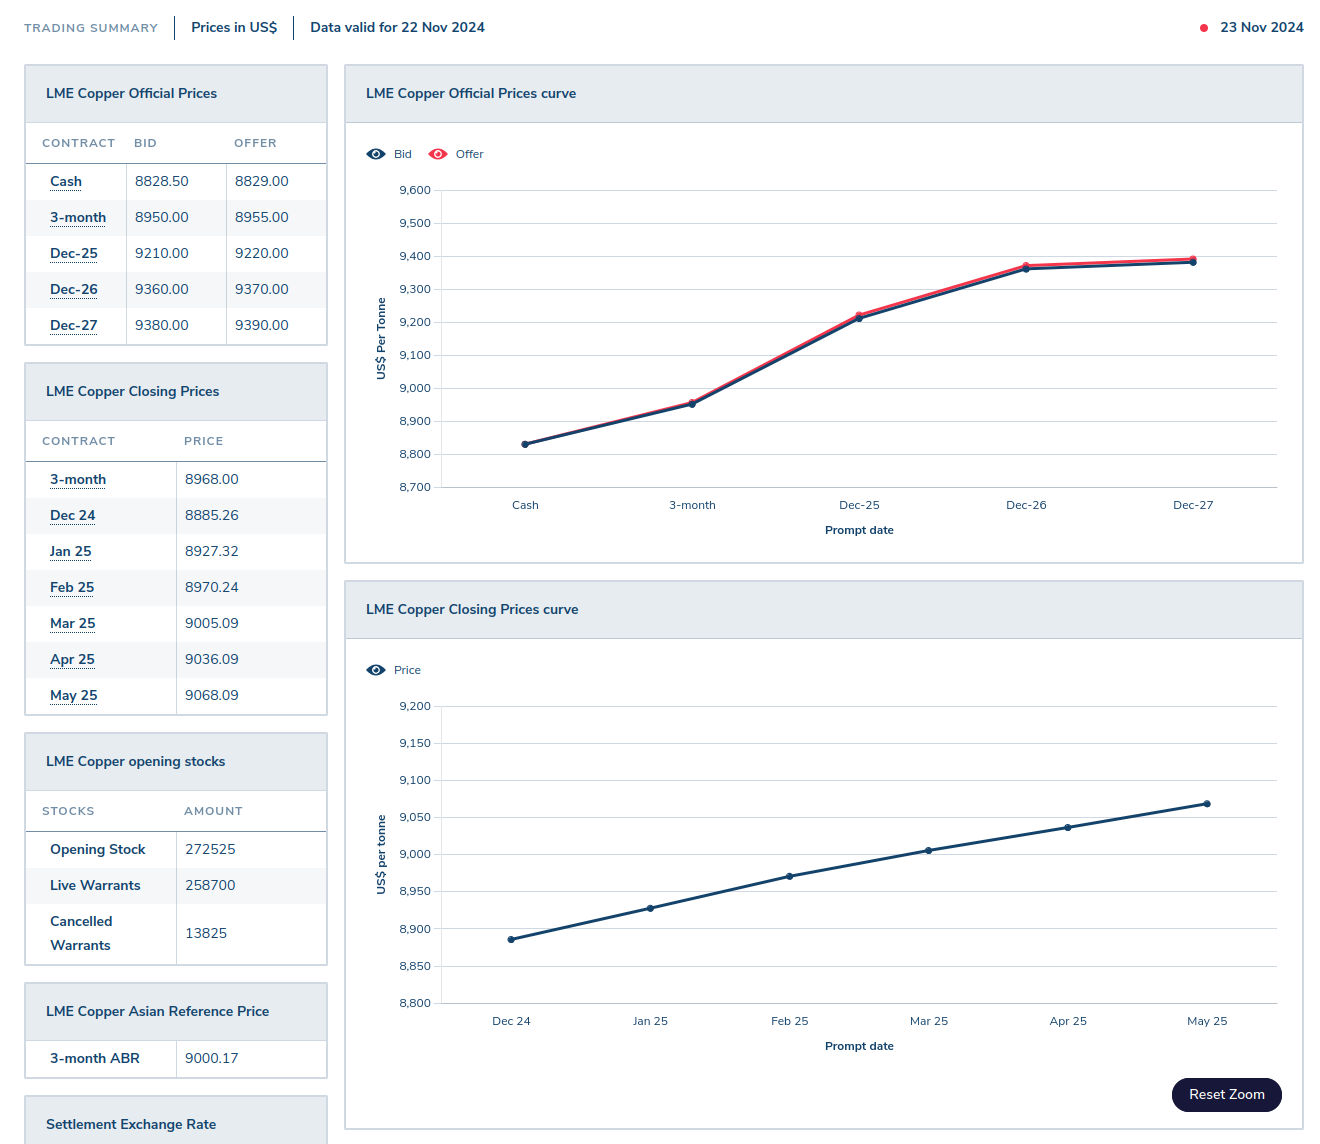 TRADING SUMMARY Prices in US$ Data valid for 22 Nov 2024 23 Nov 2024
LME Copper Official Prices
CONTRACT BID OFFER
Cash 8828.50 8829.00
3-month 8950.00 8955.00
Dec-25 9210.00 9220.00
Dec-26 9360.00 9370.00
Dec-27 9380.00 9390.00
LME Copper Closing Prices
CONTRACT PRICE
3-month 8968.00
Dec 24 8885.26
Jan 25 8927.32
Feb 25 8970.24
Mar 25 9005.09
Apr 25 9036.09
May 25 9068.09
LME Copper opening stocks
STOCKS AMOUNT
Opening Stock 272525
Live Warrants 258700
Cancelled
Warrants 13825
LME Copper Asian Reference Price
3-month ABR 9000.17
Settlement Exchange Rate
LME Copper Official Prices curve
Bid Offer
9,600
9,500
9,400
9,300
9,200
9,100
9,000
8,900
8,800
8,700
US$ Per Tonne
Cash 3-month Dec-25 Dec-26 Dec-27
Prompt date
LME Copper Closing Prices curve
Price
9,200
9,150
9,100
9,050
9,000
8,950
8,900
8,850
8,800
US$ per tonne
Dec 24 Jan 25 Feb 25 Mar 25 Apr 25 May 25
Prompt date
Reset Zoom